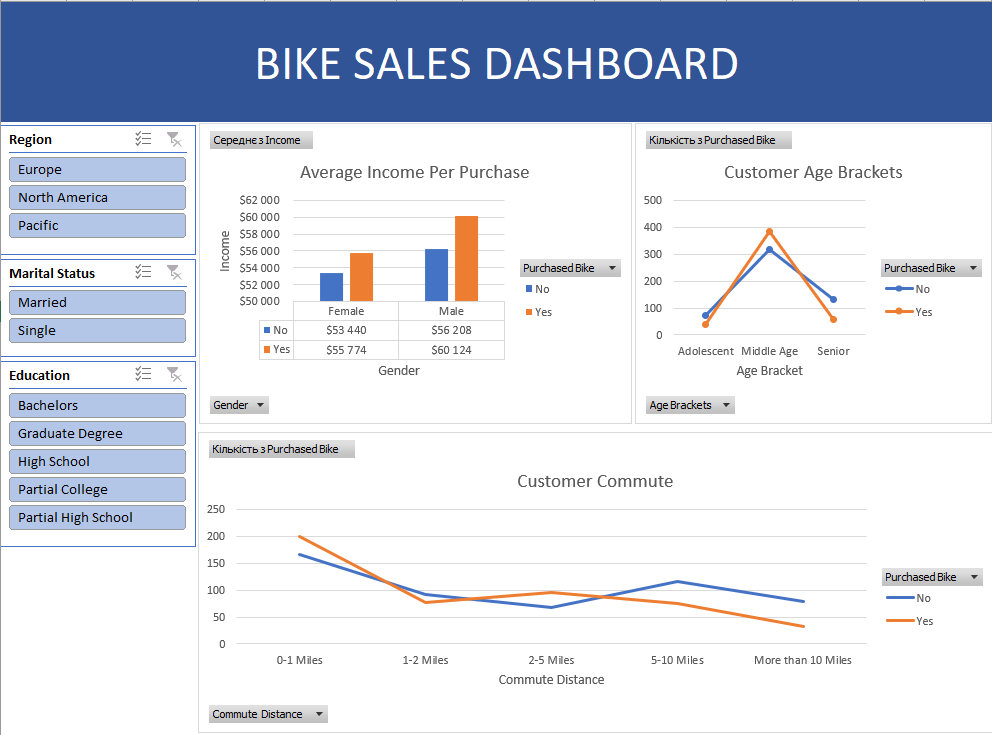 BIKE SALES DASHBOARD
Region
Europe
North America
Pacific
Marital Status
Married
Single
Education
Bachelors
Graduate Degree
High School
Partial College
Partial High School
Середнє з Income
Average Income Per Purchase
$62 000
$60 000
$58 000
$56 000
$54 000
$52 000
$50 000
Income
Female Male
No $53 440 $56 208
Yes $55 774 $60 124
Gender
Purchased Bike
No
Yes
Gender
Кількість з Purchased Bike
Customer Age Brackets
500
400
300
200
100
0
Adolescent Middle Age Senior
Age Bracket
Purchased Bike
No
Yes
Age Brackets
Кількість з Purchased Bike
Customer Commute
250
200
150
100
50
0
0-1 Miles 1-2 Miles 2-5 Miles 5-10 Miles More than 10 Miles
Commute Distance
Purchased Bike
No
Yes
Commute Distance